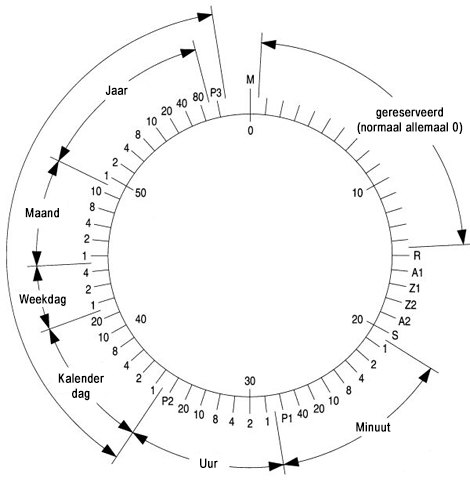 M
0
gereserveerd
(normaal allemaal 0)
10
R
A1
Z1
Z2
A2
20
S
1
2
4
8
10
20
40
Minuut
P1
1
2
30
4
8
10
20
Uur
P2
1
2
4
8
10
40
20
Kalender
dag
1
2
4
Weekdag
1
2
4
8
10
Maand
50
1
2
4
8
10
20
40
80
Jaar
P3